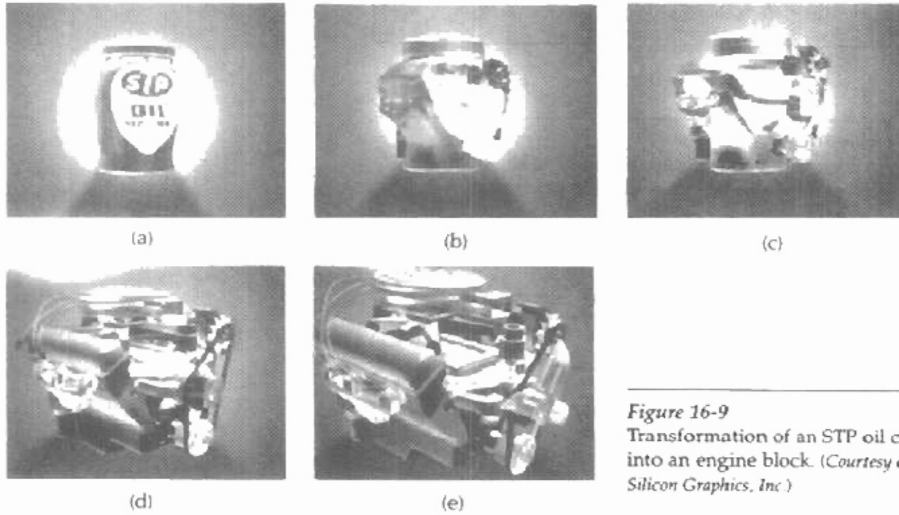 STP
OIL
(a)
(b)
(c)
(d)
(e)
Figure 16-9
Transformation of an STP oil
into an engine block. (Courtesy
Silicon Graphics, Inc.)